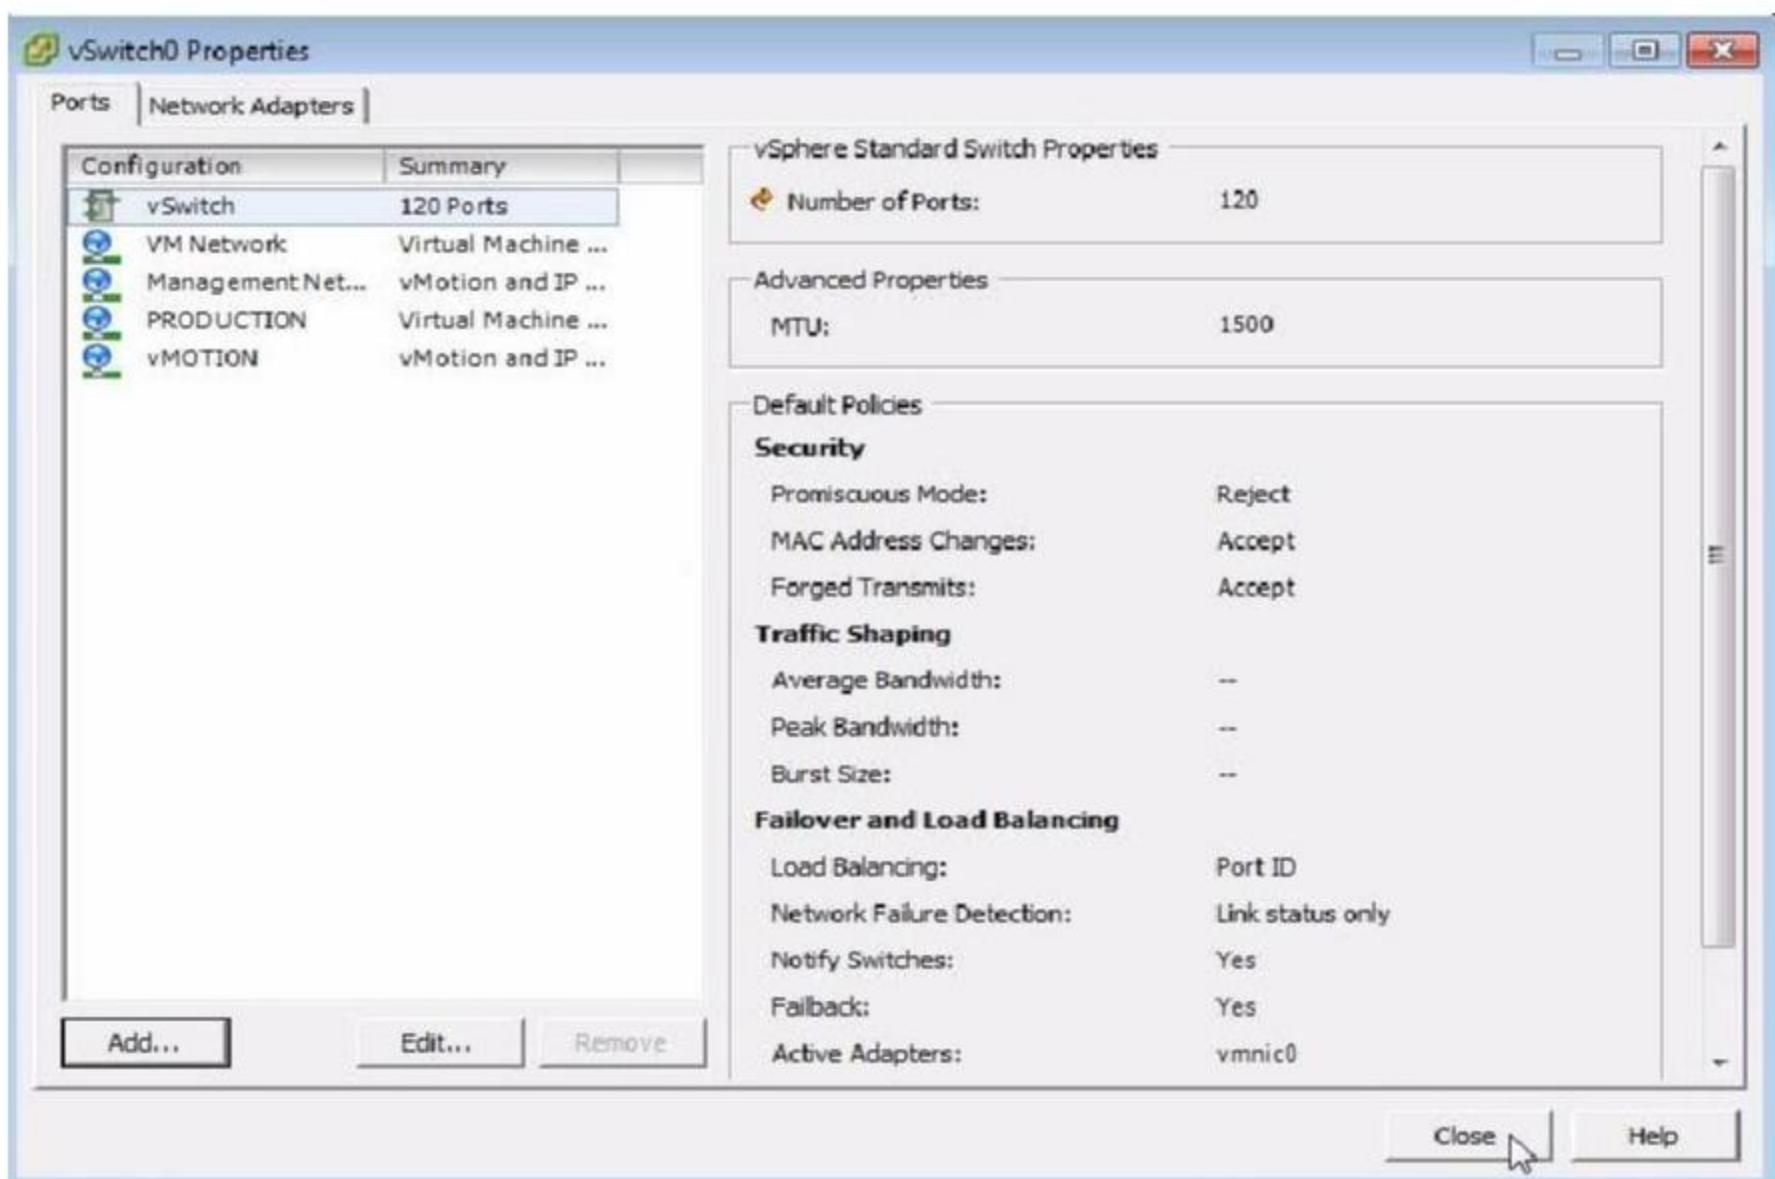 vSwitch0 Properties
Ports
Network Adapters
Configuration Summary
vSwitch 120 Ports
VM Network Virtual Machine ...
Management Net... vMotion and IP ...
PRODUCTION Virtual Machine ...
vMOTION vMotion and IP ...
Add...
Edit...
Remove
vSphere Standard Switch Properties
Number of Ports: 120
Advanced Properties
MTU: 1500
Default Policies
Security
Promiscuous Mode: Reject
MAC Address Changes: Accept
Forged Transmits: Accept
Traffic Shaping
Average Bandwidth: --
Peak Bandwidth: --
Burst Size: --
Failover and Load Balancing
Load Balancing: Port ID
Network Failure Detection: Link status only
Notify Switches: Yes
Failback: Yes
Active Adapters: vmnic0
Close
Help